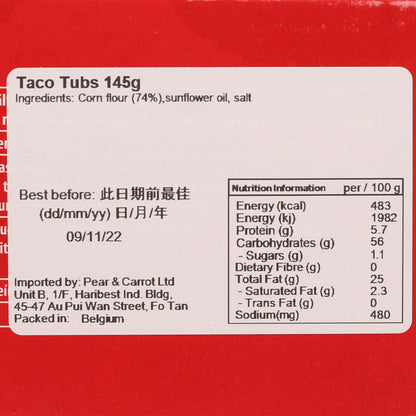 Taco Tubs 145g
Ingredients: Corn flour (74%),sunflower oil, salt
Best before: 此日期前最佳
(dd/mm/yy) 日/月/年
09/11/22
Imported by: Pear & Carrot Ltd
Unit B, 1/F, Haribest Ind. Bldg,
45-47 Au Pui Wan Street, Fo Tan
Packed in: Belgium
Nutrition Information per / 100 g
Energy (kcal) 483
Energy (kj) 1982
Protein (g) 5.7
Carbohydrates (g) 56
- Sugars (g) 1.1
Dietary Fibre (g) 0
Total Fat (g) 25
- Saturated Fat (g) 2.3
- Trans Fat (g) 0
Sodium(mg) 480